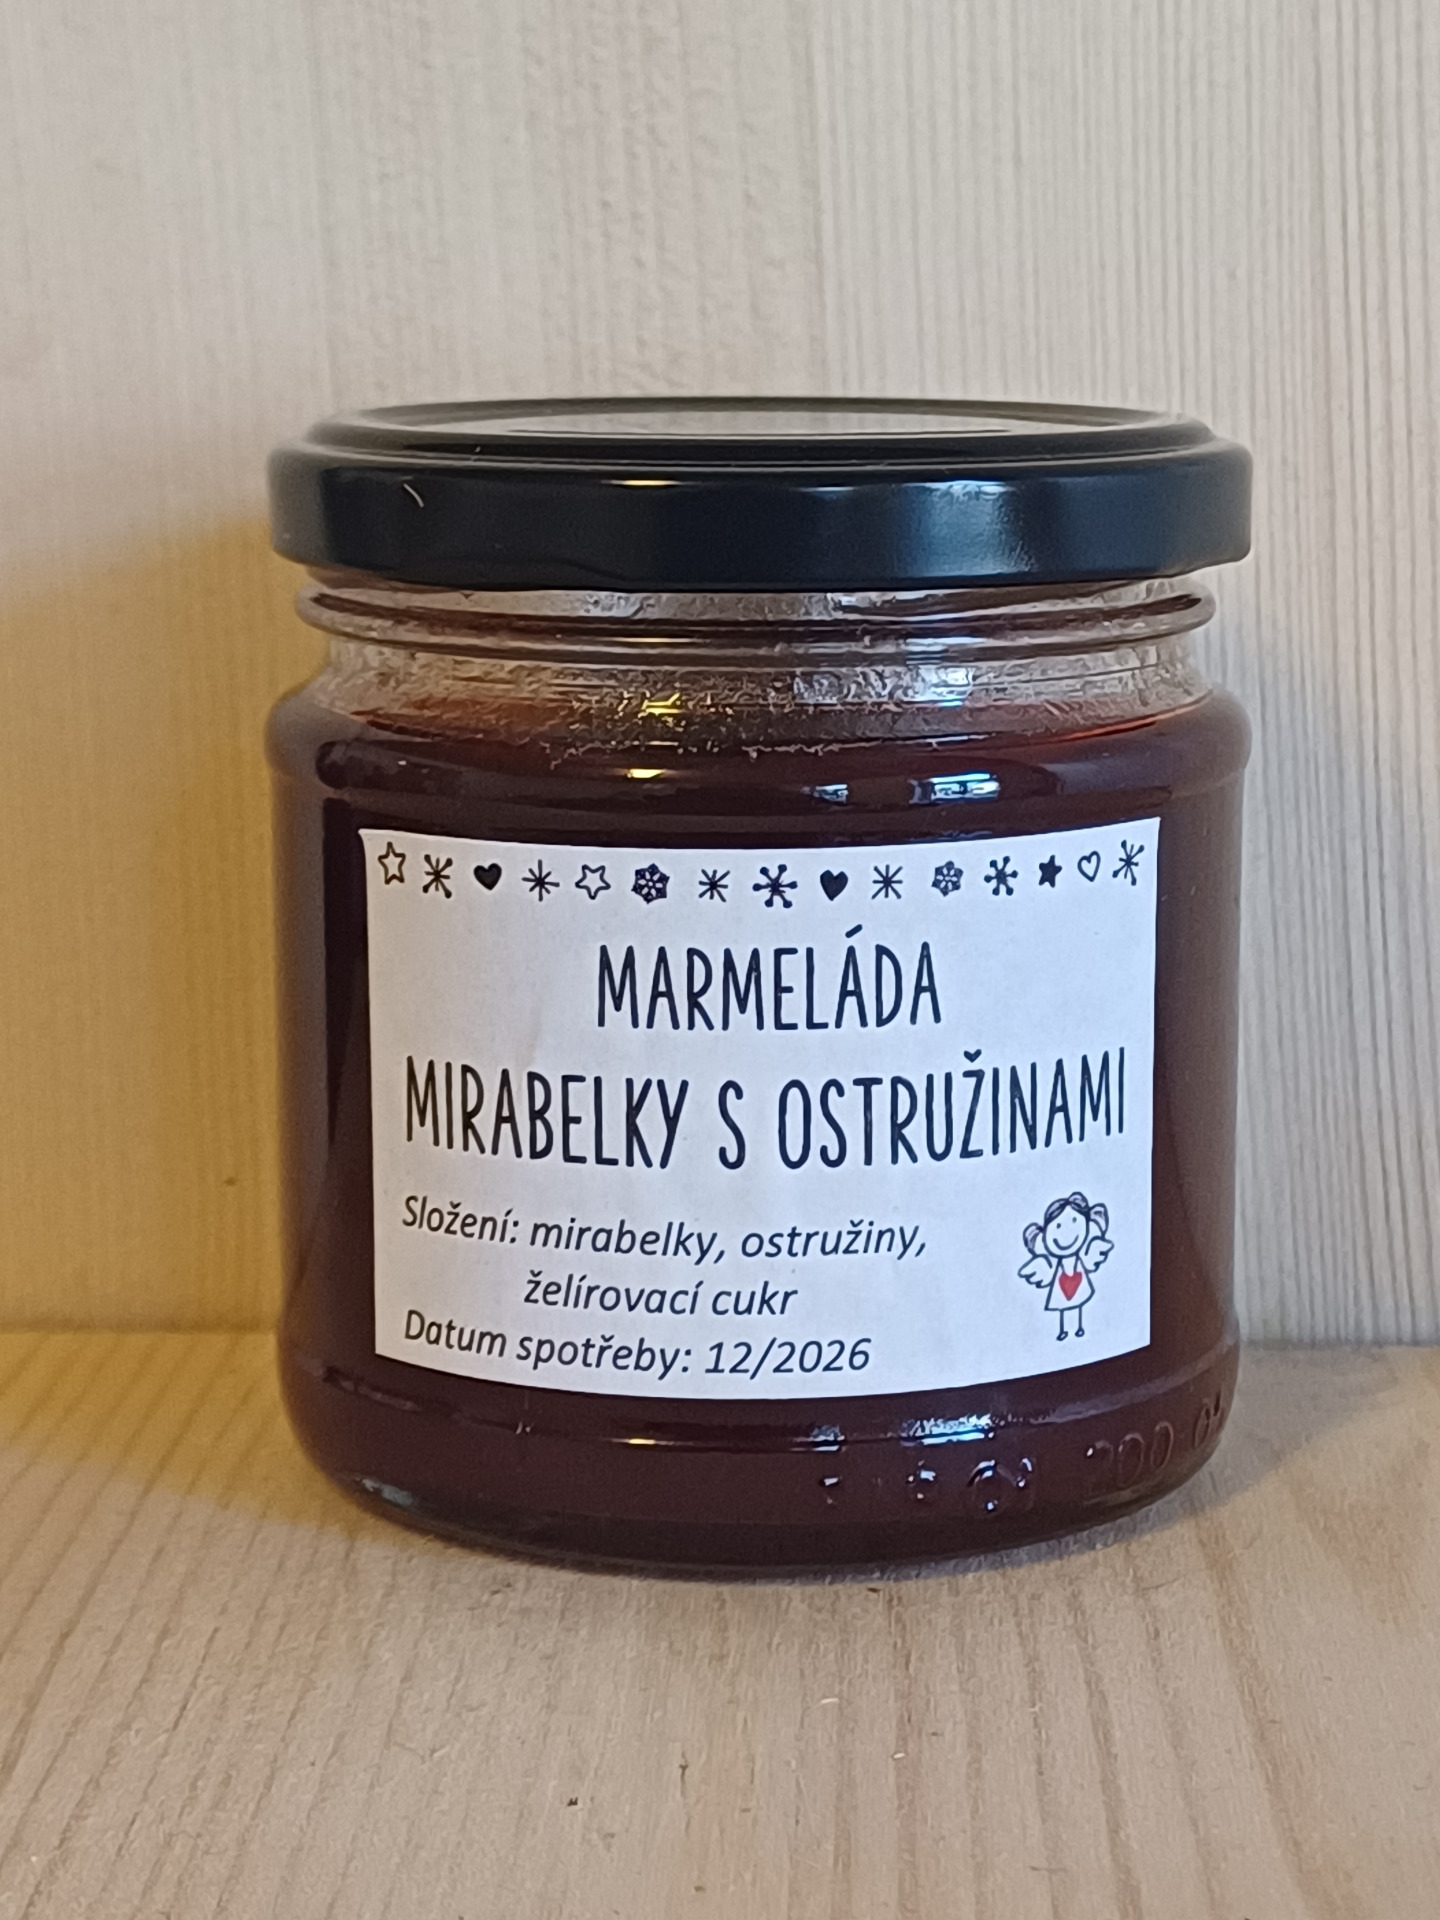 MARMELÁDA
MIRABELKY S OSTRUŽINAMI
Složení: mirabelky, ostružiny,
želírovací cukr
Datum spotřeby: 12/2026